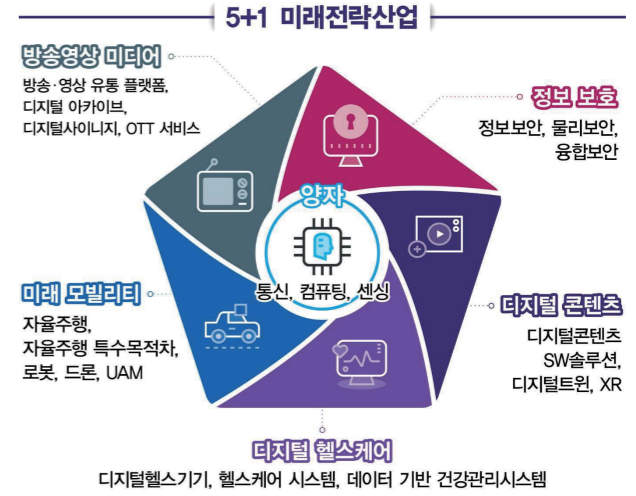 5+1 미래전략산업
방송영상 미디어
방송·영상 유통 플랫폼,
디지털 아카이브,
디지털사이니지, OTT 서비스
정보 보호
정보보안, 물리보안,
융합보안
양자
통신, 컴퓨팅, 센싱
미래 모빌리티
자율주행,
자율주행 특수목적차,
로봇, 드론, UAM
디지털 콘텐츠
디지털콘텐츠
SW솔루션,
디지털트윈, XR
디지털 헬스케어
디지털헬스기기, 헬스케어 시스템, 데이터 기반 건강관리시스템